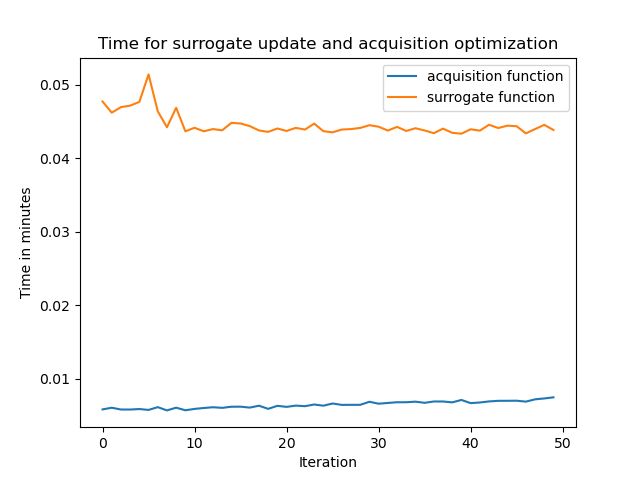 Time for surrogate update and acquisition optimization
acquisition function
surrogate function
0.05
0.04
0.03
0.02
0.01
Time in minutes
0 10 20 30 40 50
Iteration